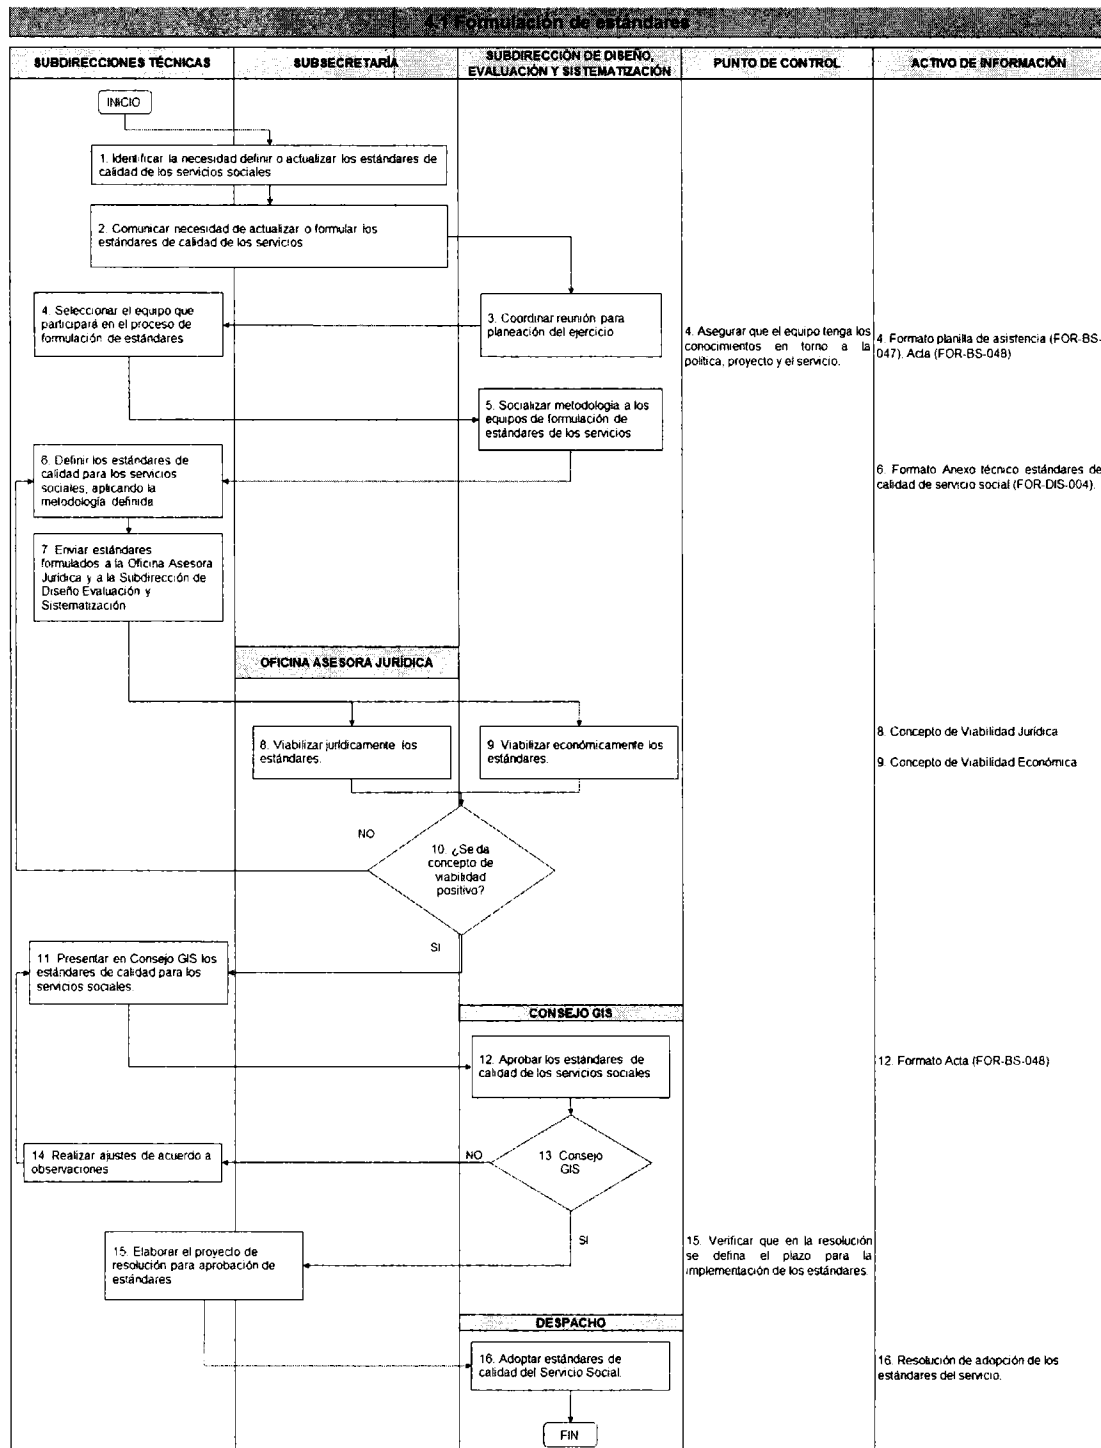 4.1 Formulación de estándares
SUBDIRECCIONES TÉCNICAS
SUBSECRETARÍA
SUBDIRECCIÓN DE DISEÑO,
EVALUACIÓN Y SISTEMATIZACIÓN
PUNTO DE CONTROL
ACTIVO DE INFORMACIÓN
INICIO
1. Identificar la necesidad definir o actualizar los estándares de
calidad de los servicios sociales
2. Comunicar necesidad de actualizar o formular los
estándares de calidad de los servicios
4. Seleccionar el equipo que
participará en el proceso de
formulación de estándares
3. Coordinar reunión para
planeación del ejercicio
4. Asegurar que el equipo tenga los
conocimientos en torno a la
política, proyecto y el servicio.
4. Formato planilla de asistencia (FOR-BS-
047). Acta (FOR-BS-048)
5. Socializar metodología a los
equipos de formulación de
estándares de los servicios
6. Definir los estándares de
calidad para los servicios
sociales, aplicando la
metodología definida
6. Formato Anexo técnico estándares de
calidad de servicio social (FOR-DIS-004).
7 Enviar estándares
formulados a la Oficina Asesora
Jurídica y a la Subdirección de
Diseño Evaluación y
Sistematización
OFICINA ASESORA JURÍDICA
8. Viabilizar jurídicamente los
estándares.
9. Viabilizar económicamente los
estándares.
8. Concepto de Viabilidad Jurídica
9. Concepto de Viabilidad Económica
NO
10. ¿Se da
concepto de
viabilidad
positivo?
SI
11. Presentar en Consejo GIS los
estándares de calidad para los
servicios sociales.
CONSEJO GIS
12. Aprobar los estándares de
calidad de los servicios sociales
12. Formato Acta (FOR-BS-048)
14. Realizar ajustes de acuerdo a
observaciones
NO
13. Consejo
GIS
SI
15. Elaborar el proyecto de
resolución para aprobación de
estándares
15. Verificar que en la resolución
se defina el plazo para la
implementación de los estándares.
DESPACHO
16. Adoptar estándares de
calidad del Servicio Social.
16. Resolución de adopción de los
estándares del servicio.
FIN